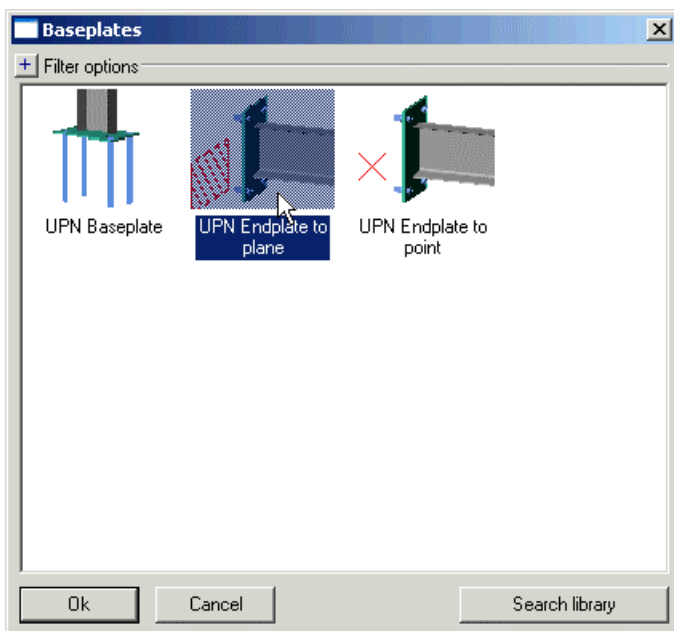 Baseplates
+ Filter options
UPN Baseplate
UPN Endplate to
plane
UPN Endplate to
point
Ok
Cancel
Search library